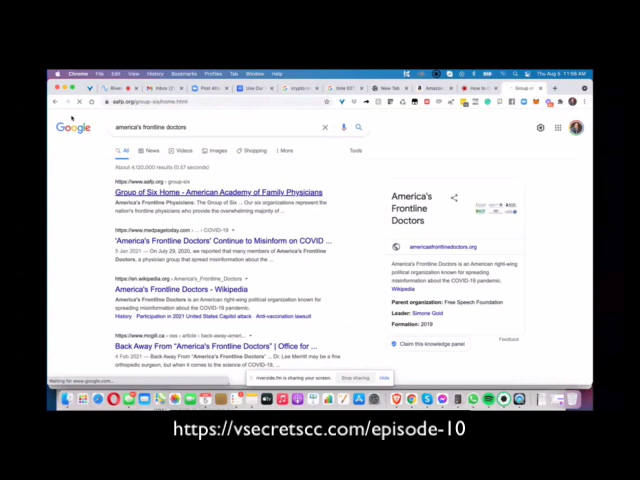 Chrome File Edit View History Bookmarks Profiles Tab Window Help
Thu Aug 5 11:58 AM
aafp.org/group-six/home.html
Google
america's frontline doctors
All News Videos Images Shopping More Tools
About 4,120,000 results (0.57 seconds)
https://www.aafp.org › group-six
Group of Six Home - American Academy of Family Physicians
America's Frontline Physicians. The Group of Six ... Our six organizations represent the
nation's frontline physicians who provide the overwhelming majority of ...
https://www.medpagetoday.com › ... › COVID-19
'America's Frontline Doctors' Continue to Misinform on COVID ...
5 Jan 2021 — On July 29, 2020, we reported that many members of America's Frontline
Doctors, a physician group that spread misinformation about the ...
https://en.wikipedia.org › America's_Frontline_Doctors
America's Frontline Doctors - Wikipedia
America's Frontline Doctors is an American right-wing political organization known for
spreading misinformation about the COVID-19 pandemic.
History Participation in 2021 United States Capitol attack Anti-vaccination lawsuit
https://www.mcgill.ca › oss › article › back-away-ameri...
Back Away From "America's Frontline Doctors" | Office for ...
4 Feb 2021 — Back Away From "America's Frontline Doctors" ... Dr. Lee Merritt may be a fine
orthopedic surgeon, but when it comes to the science of COVID, ...
America's
Frontline
Doctors
americasfrontlinedoctors.org
America's Frontline Doctors is an American right-wing
political organization known for spreading
misinformation about the COVID-19 pandemic.
Wikipedia
Parent organization: Free Speech Foundation
Leader: Simone Gold
Formation: 2019
Feedback
Claim this knowledge panel
Waiting for www.google.com...
riverside.fm is sharing your screen. Stop sharing Hide
https://vsecretscc.com/episode-10